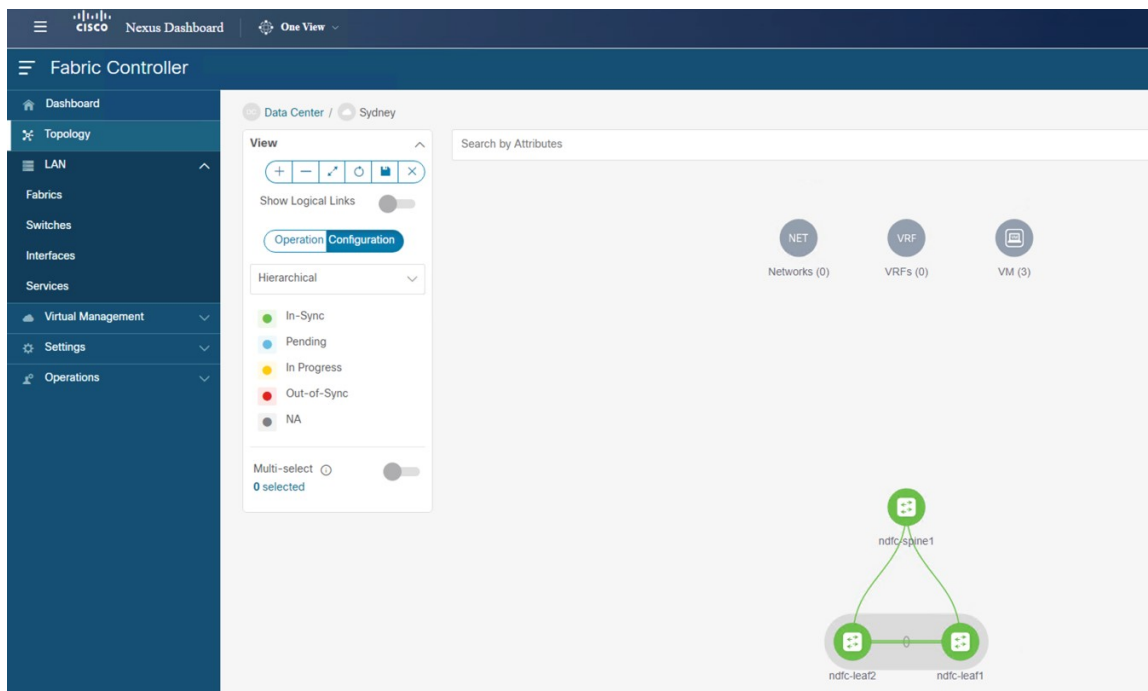 CISCO Nexus Dashboard One View
Fabric Controller
Dashboard
Topology
LAN
Fabrics
Switches
Interfaces
Services
Virtual Management
Settings
Operations
Data Center / Sydney
View
Show Logical Links
Operation Configuration
Hierarchical
In-Sync
Pending
In Progress
Out-of-Sync
NA
Multi-select
0 selected
Search by Attributes
NET VRF
Networks (0) VRFs (0) VM (3)
ndfc-spine1
ndfc-leaf2 ndfc-leaf1